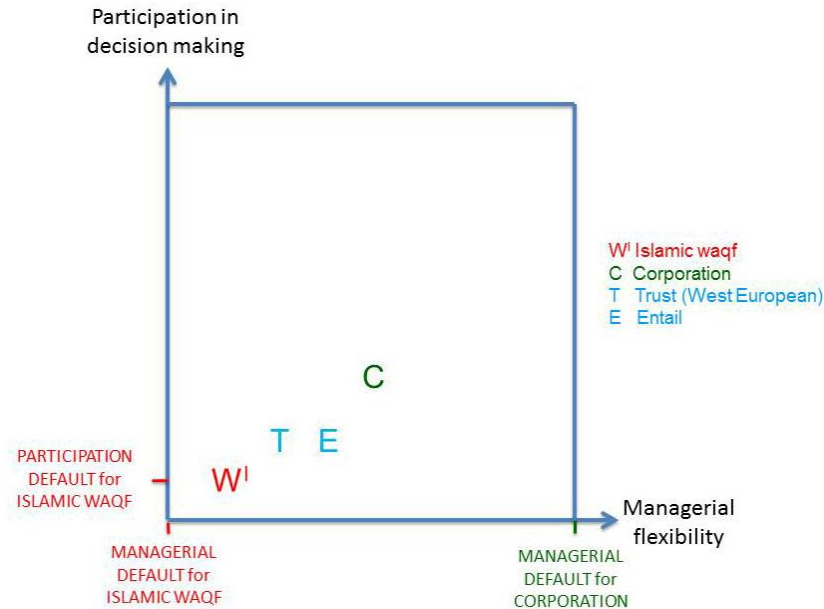 Participation in
decision making
Wᴵ Islamic waqf
C Corporation
T Trust (West European)
E Entail
C
T E
Wᴵ
PARTICIPATION
DEFAULT for
ISLAMIC WAQF
Managerial
flexibility
MANAGERIAL
DEFAULT for
ISLAMIC WAQF
MANAGERIAL
DEFAULT for
CORPORATION